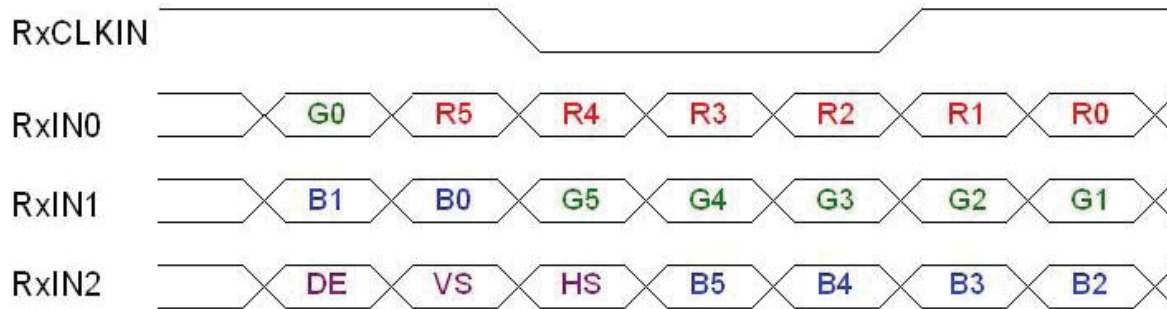 RxCLKIN
RxIN0 G0 R5 R4 R3 R2 R1 R0
RxIN1 B1 B0 G5 G4 G3 G2 G1
RxIN2 DE VS HS B5 B4 B3 B2